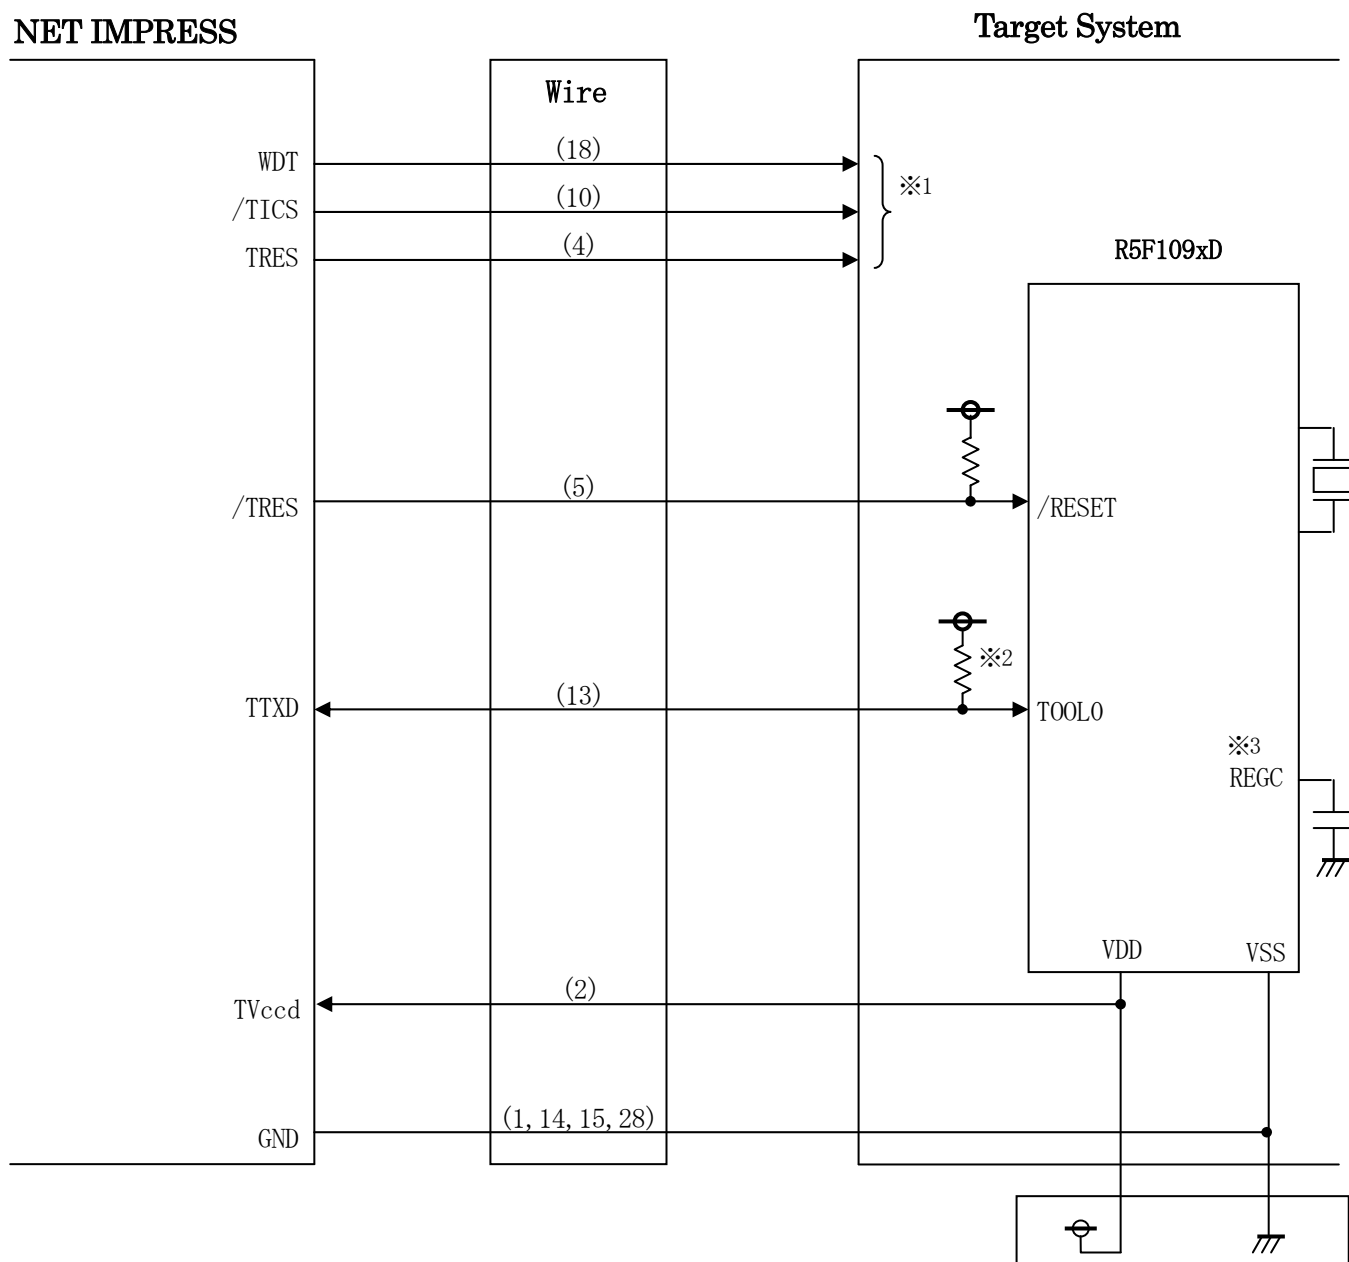 NET IMPRESS
Target System
Wire
WDT
(18)
※1
/TICS
(10)
TRES
(4)
R5F109xD
/TRES
(5)
/RESET
※2
TTXD
(13)
TOOL0
※3
REGC
VDD
VSS
TVccd
(2)
GND
(1,14,15,28)